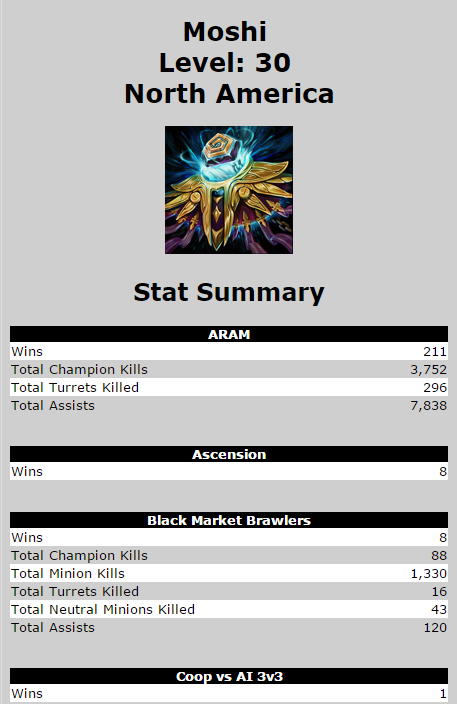 Moshi
Level: 30
North America
Stat Summary
ARAM
Wins 211
Total Champion Kills 3,752
Total Turrets Killed 296
Total Assists 7,838
Ascension
Wins 8
Black Market Brawlers
Wins 8
Total Champion Kills 88
Total Minion Kills 1,330
Total Turrets Killed 16
Total Neutral Minions Killed 43
Total Assists 120
Coop vs AI 3v3
Wins 1